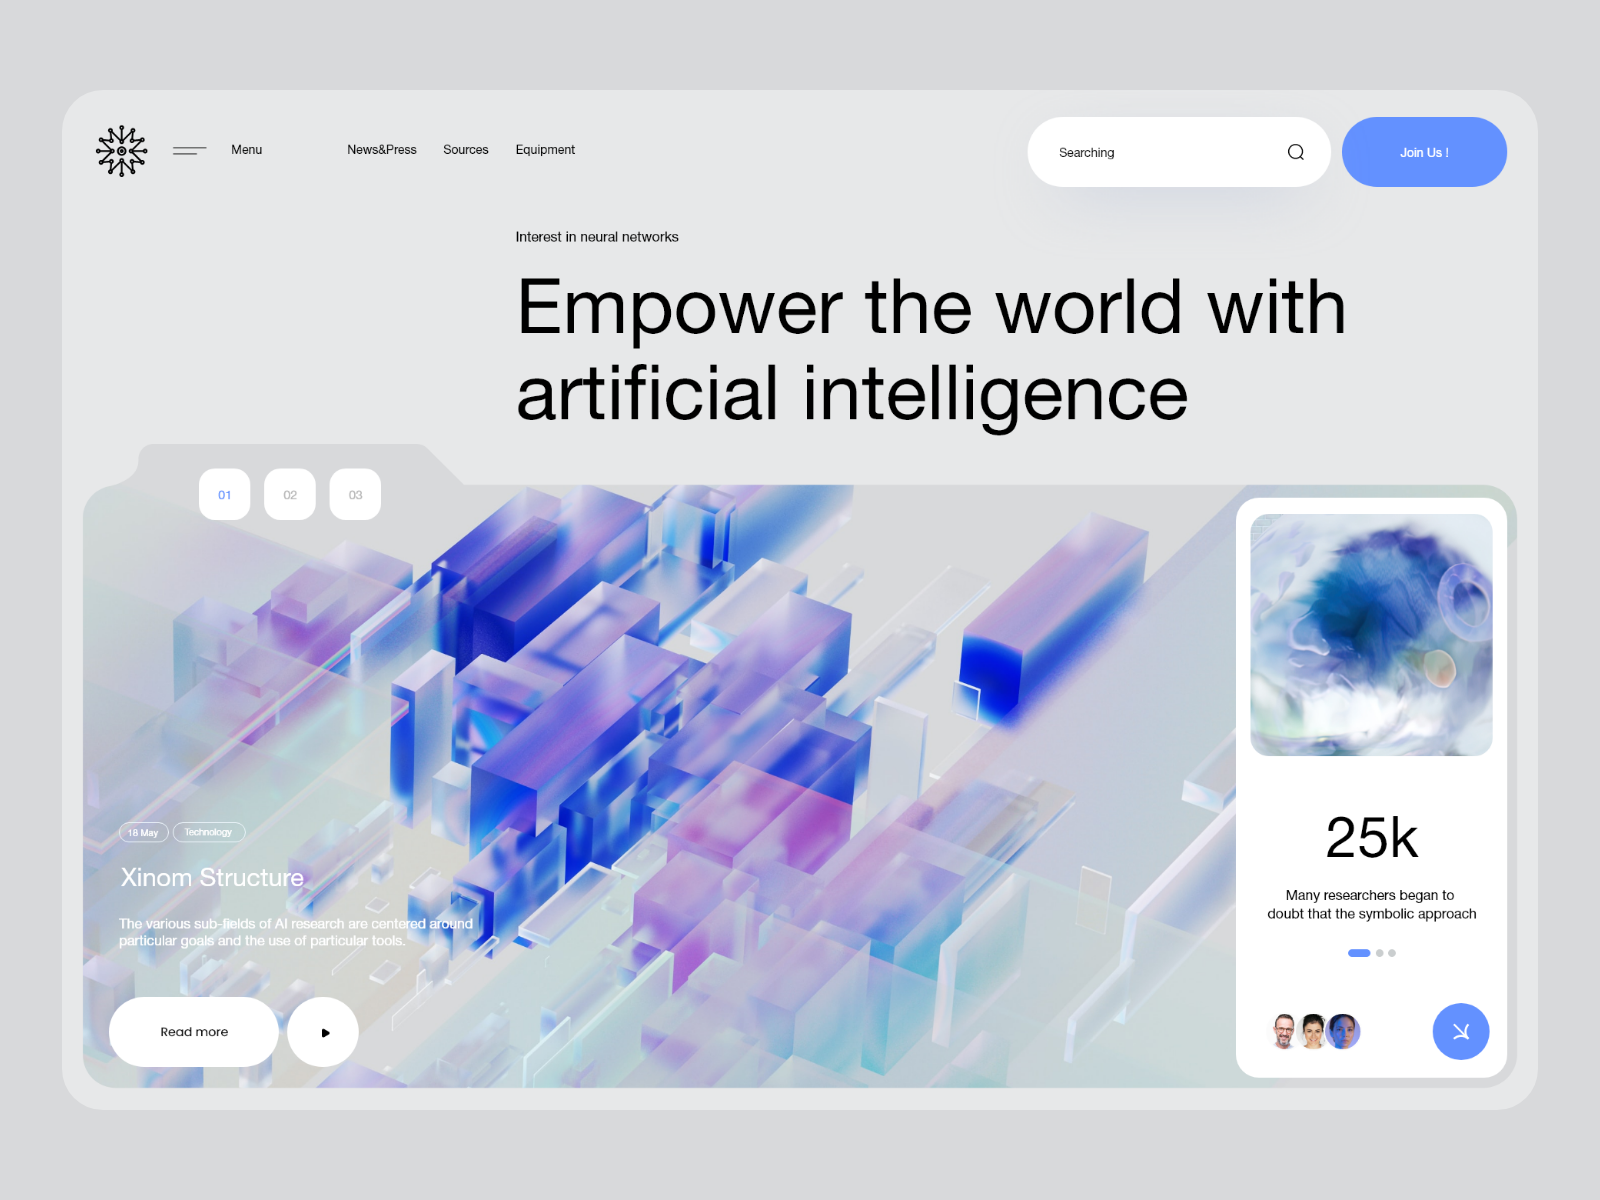 Menu
News&Press
Sources
Equipment
Searching
Join Us !
Interest in neural networks
Empower the world with
artificial intelligence
01
02
03
18 May
Technology
Xinom Structure
The various sub-fields of AI research are centered around
particular goals and the use of particular tools.
Read more
25k
Many researchers began to
doubt that the symbolic approach